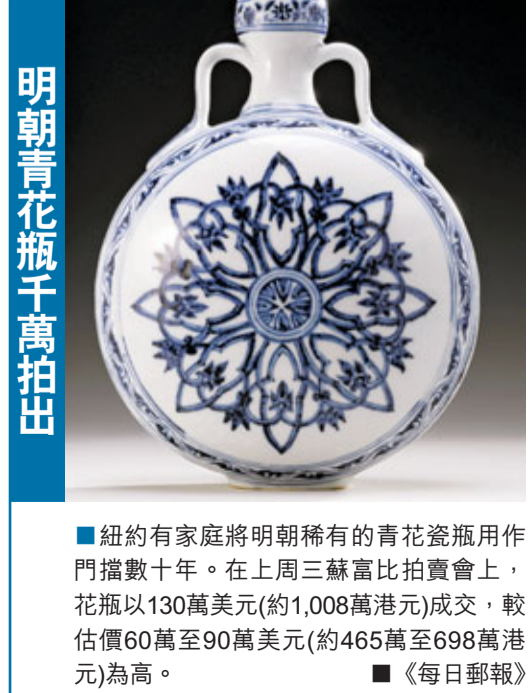 明朝青花瓶千萬拍出
■紐約有家庭將明朝稀有的青花瓷瓶用作
門擋數十年。在上周三蘇富比拍賣會上，
花瓶以130萬美元(約1,008萬港元)成交，較
估價60萬至90萬美元(約465萬至698萬港
元)為高。 ■《每日郵報》